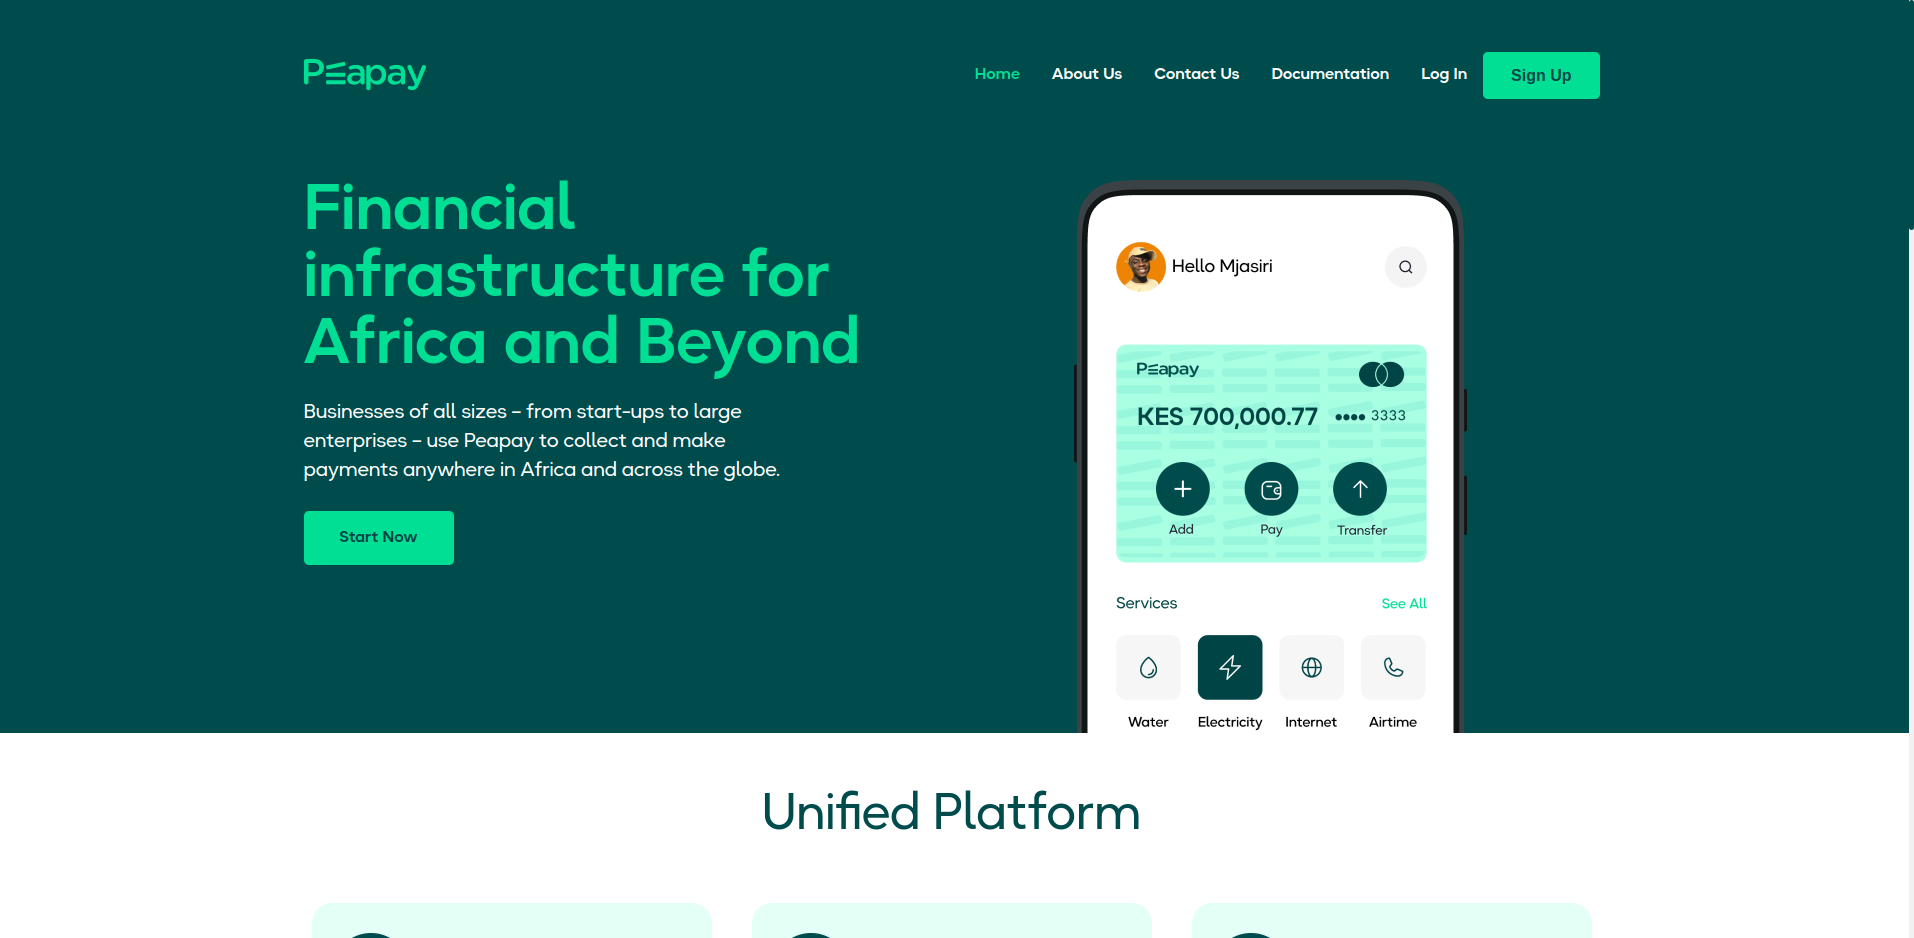 Peapay
Home About Us Contact Us Documentation Log In Sign Up
Financial
infrastructure for
Africa and Beyond
Businesses of all sizes – from start-ups to large
enterprises – use Peapay to collect and make
payments anywhere in Africa and across the globe.
Start Now
Hello Mjasiri
Peapay
KES 700,000.77 •••• 3333
Add Pay Transfer
Services See All
Water Electricity Internet Airtime
Unified Platform